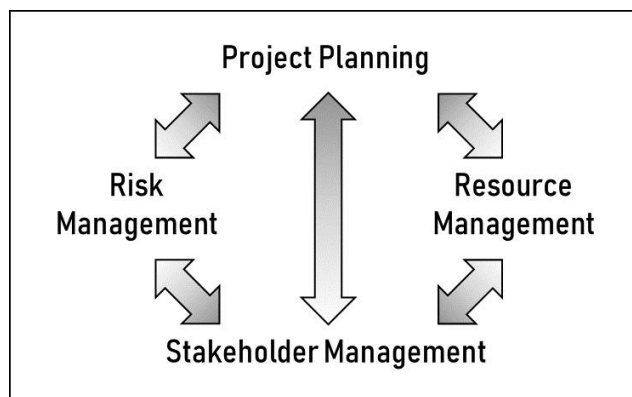 Project Planning
Risk
Management
Resource
Management
Stakeholder Management